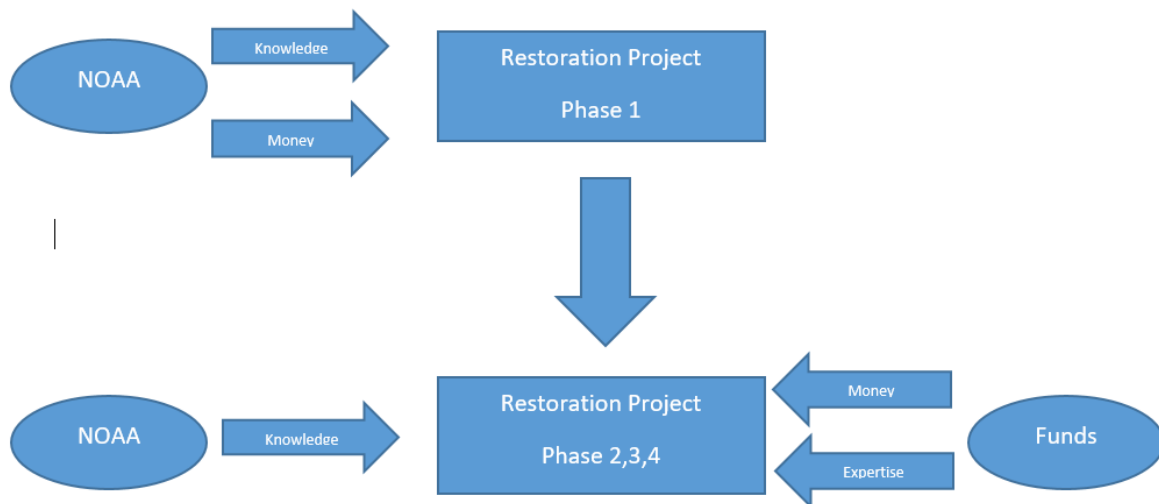 NOAA
Knowledge
Money
Restoration Project
Phase 1
NOAA
Knowledge
Restoration Project
Phase 2,3,4
Money
Expertise
Funds